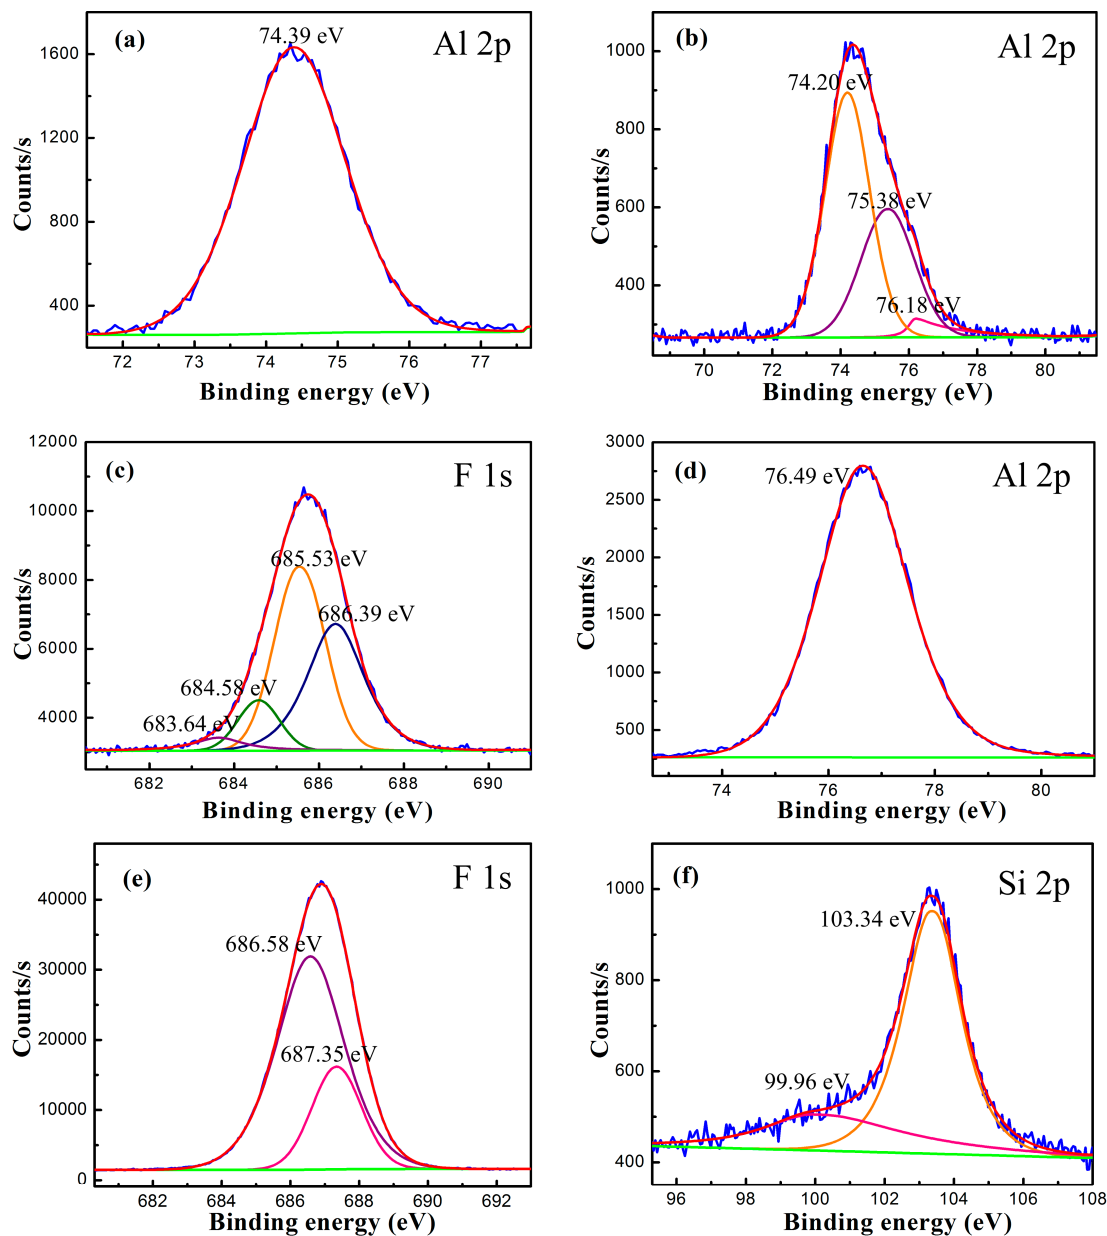 (a)
74.39 eV
Al 2p
1600
1200
800
400
Counts/s
72 73 74 75 76 77
Binding energy (eV)
(b)
Al 2p
74.20 eV
75.38 eV
76.18 eV
1000
800
600
400
Counts/s
70 72 74 76 78 80
Binding energy (eV)
(c)
F 1s
685.53 eV
686.39 eV
684.58 eV
683.64 eV
12000
10000
8000
6000
4000
Counts/s
682 684 686 688 690
Binding energy (eV)
(d)
76.49 eV
Al 2p
3000
2500
2000
1500
1000
500
Counts/s
74 76 78 80
Binding energy (eV)
(e)
F 1s
686.58 eV
687.35 eV
40000
30000
20000
10000
0
Counts/s
682 684 686 688 690 692
Binding energy (eV)
(f)
Si 2p
103.34 eV
99.96 eV
1000
800
600
400
Counts/s
96 98 100 102 104 106 108
Binding energy (eV)